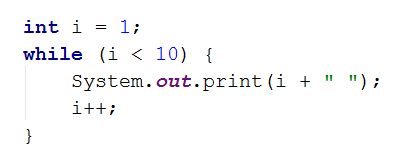 int i = 1;
while (i < 10) {
    System.out.print(i + " ");
    i++;
}